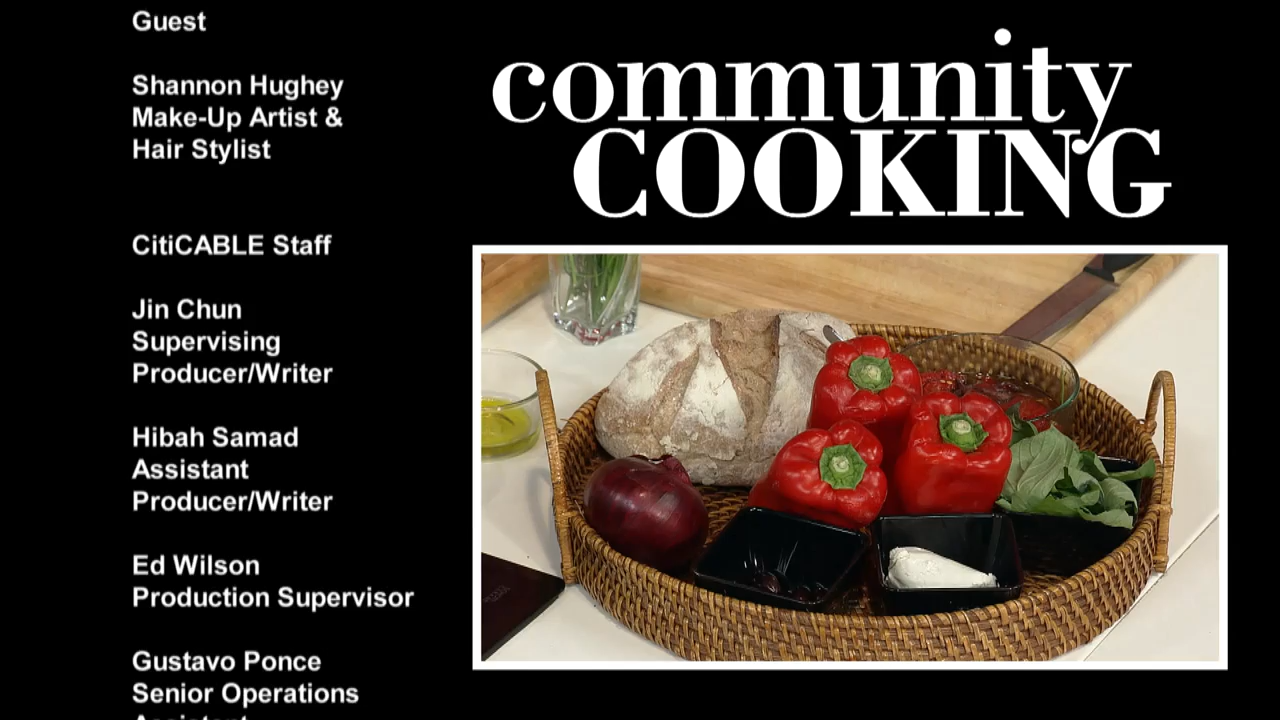 Guest
Shannon Hughey
Make-Up Artist &
Hair Stylist
CitiCABLE Staff
Jin Chun
Supervising
Producer/Writer
Hibah Samad
Assistant
Producer/Writer
Ed Wilson
Production Supervisor
Gustavo Ponce
Senior Operations
Assistant
community
COOKING